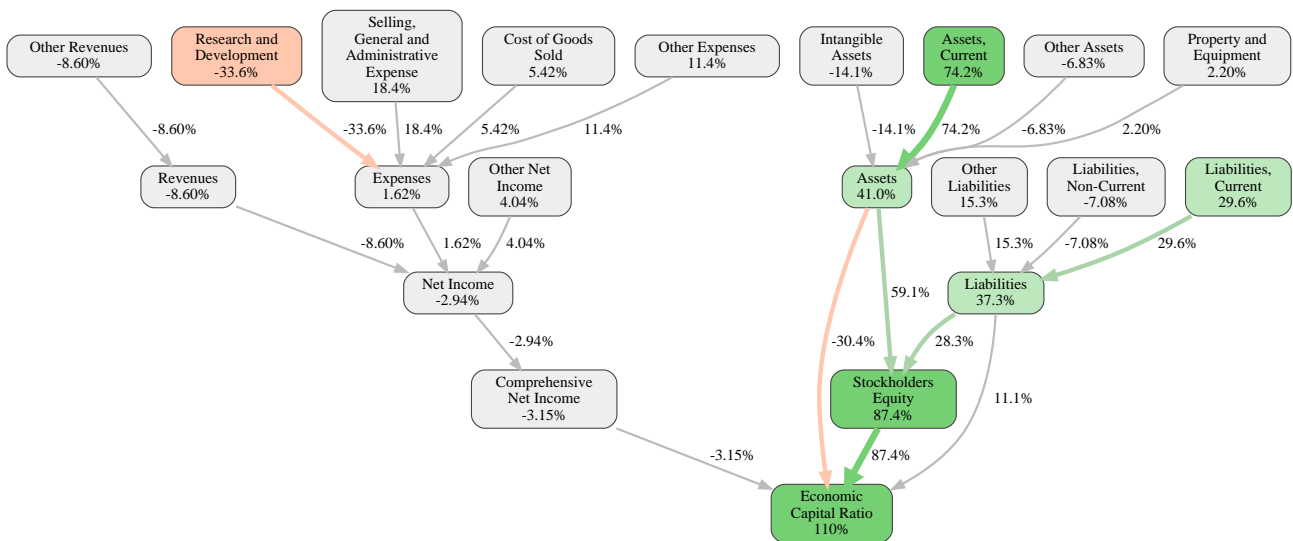 Other Revenues
-8.60%
Research and
Development
-33.6%
Selling,
General and
Administrative
Expense
18.4%
Cost of Goods
Sold
5.42%
Other Expenses
11.4%
Intangible
Assets
-14.1%
Assets,
Current
74.2%
Other Assets
-6.83%
Property and
Equipment
2.20%
-8.60%
-33.6%
18.4%
5.42%
11.4%
-14.1%
74.2%
-6.83%
2.20%
Revenues
-8.60%
Expenses
1.62%
Other Net
Income
4.04%
Assets
41.0%
Other
Liabilities
15.3%
Liabilities,
Non-Current
-7.08%
Liabilities,
Current
29.6%
-8.60%
1.62%
4.04%
15.3%
-7.08%
29.6%
Net Income
-2.94%
59.1%
Liabilities
37.3%
-2.94%
-30.4%
28.3%
Comprehensive
Net Income
-3.15%
Stockholders
Equity
87.4%
11.1%
-3.15%
87.4%
Economic
Capital Ratio
110%